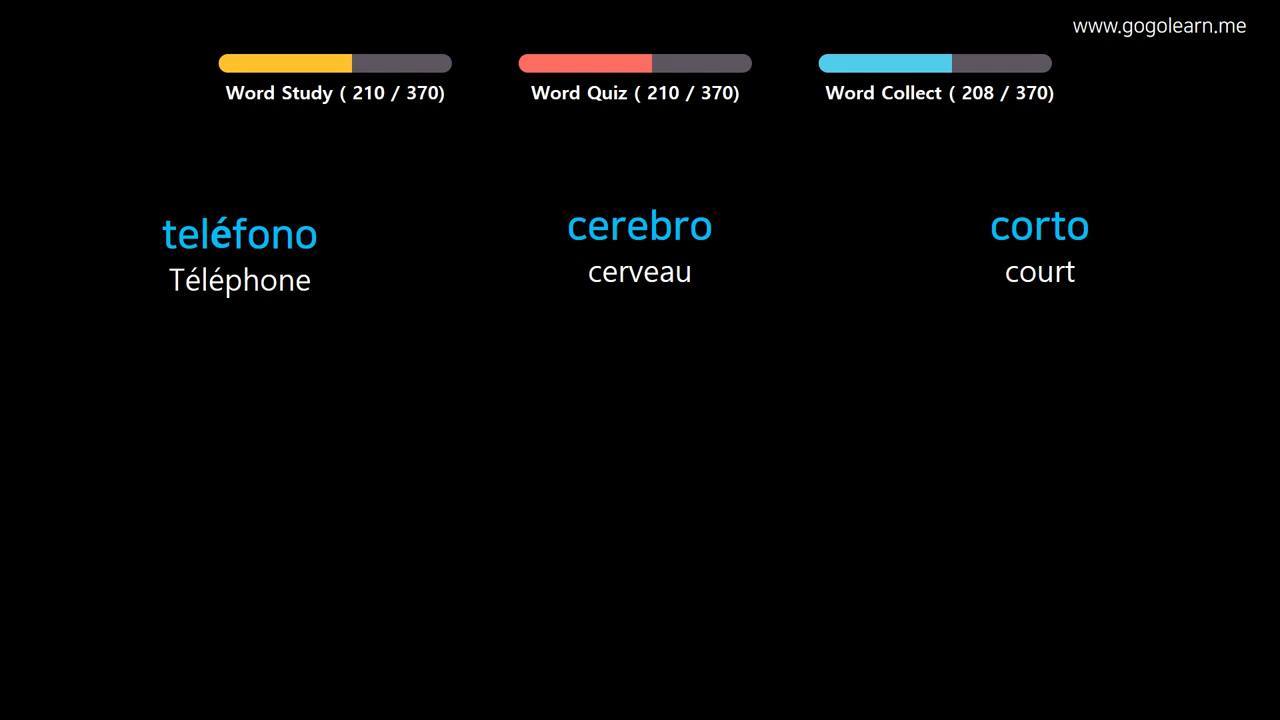 www.gogolearn.me
Word Study ( 210 / 370)
Word Quiz ( 210 / 370)
Word Collect ( 208 / 370)
teléfono
Téléphone
cerebro
cerveau
corto
court